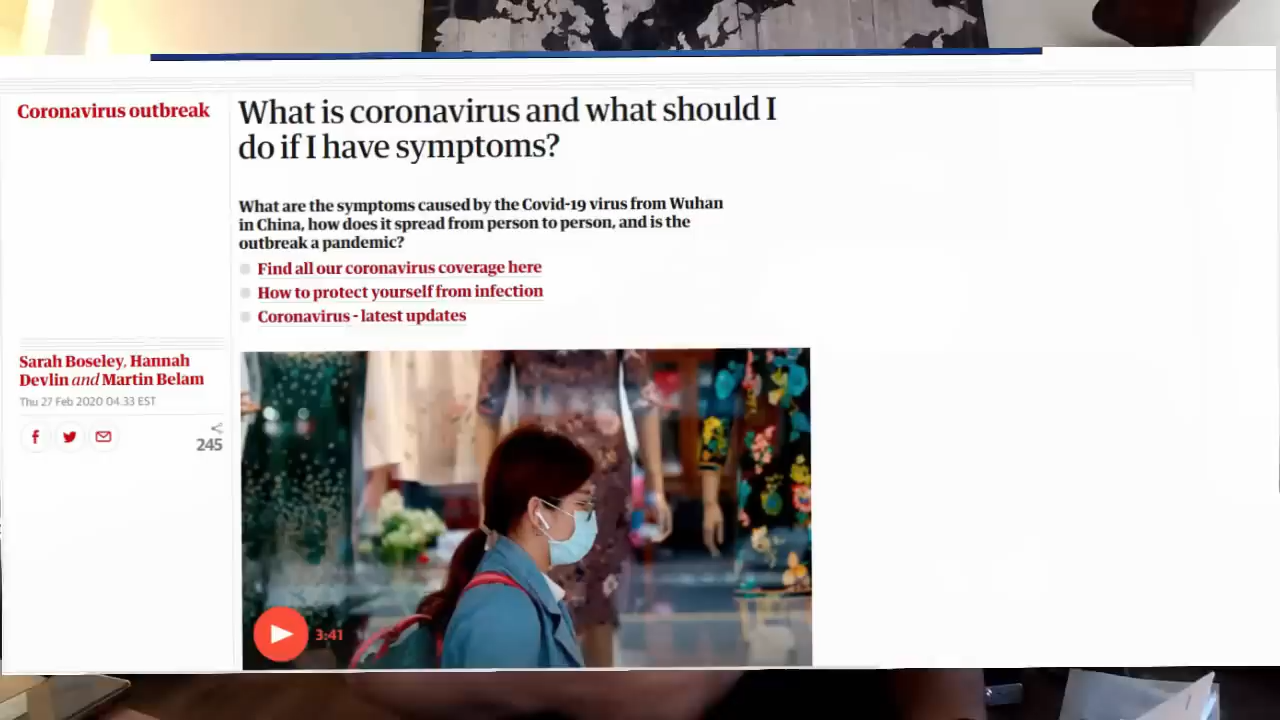 Coronavirus outbreak
What is coronavirus and what should I
do if I have symptoms?
What are the symptoms caused by the Covid-19 virus from Wuhan
in China, how does it spread from person to person, and is the
outbreak a pandemic?
Find all our coronavirus coverage here
How to protect yourself from infection
Coronavirus - latest updates
Sarah Boseley, Hannah
Devlin and Martin Belam
Thu 27 Feb 2020 04.33 EST
245
3:41